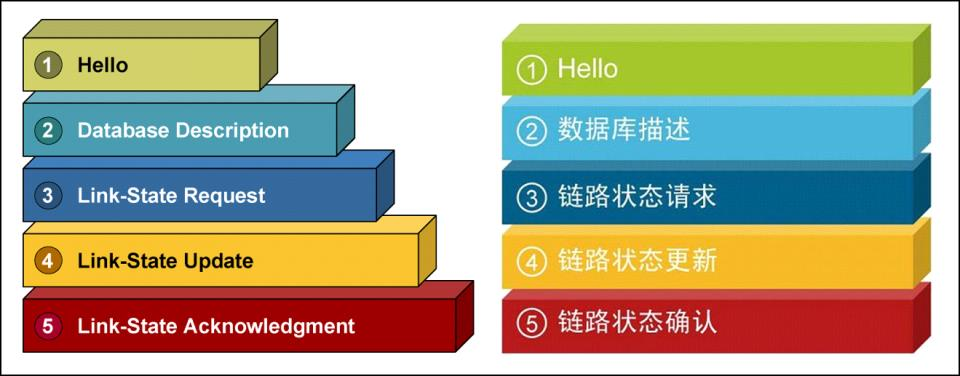 1 Hello
2 Database Description
3 Link-State Request
4 Link-State Update
5 Link-State Acknowledgment
① Hello
② 数据库描述
③ 链路状态请求
④ 链路状态更新
⑤ 链路状态确认